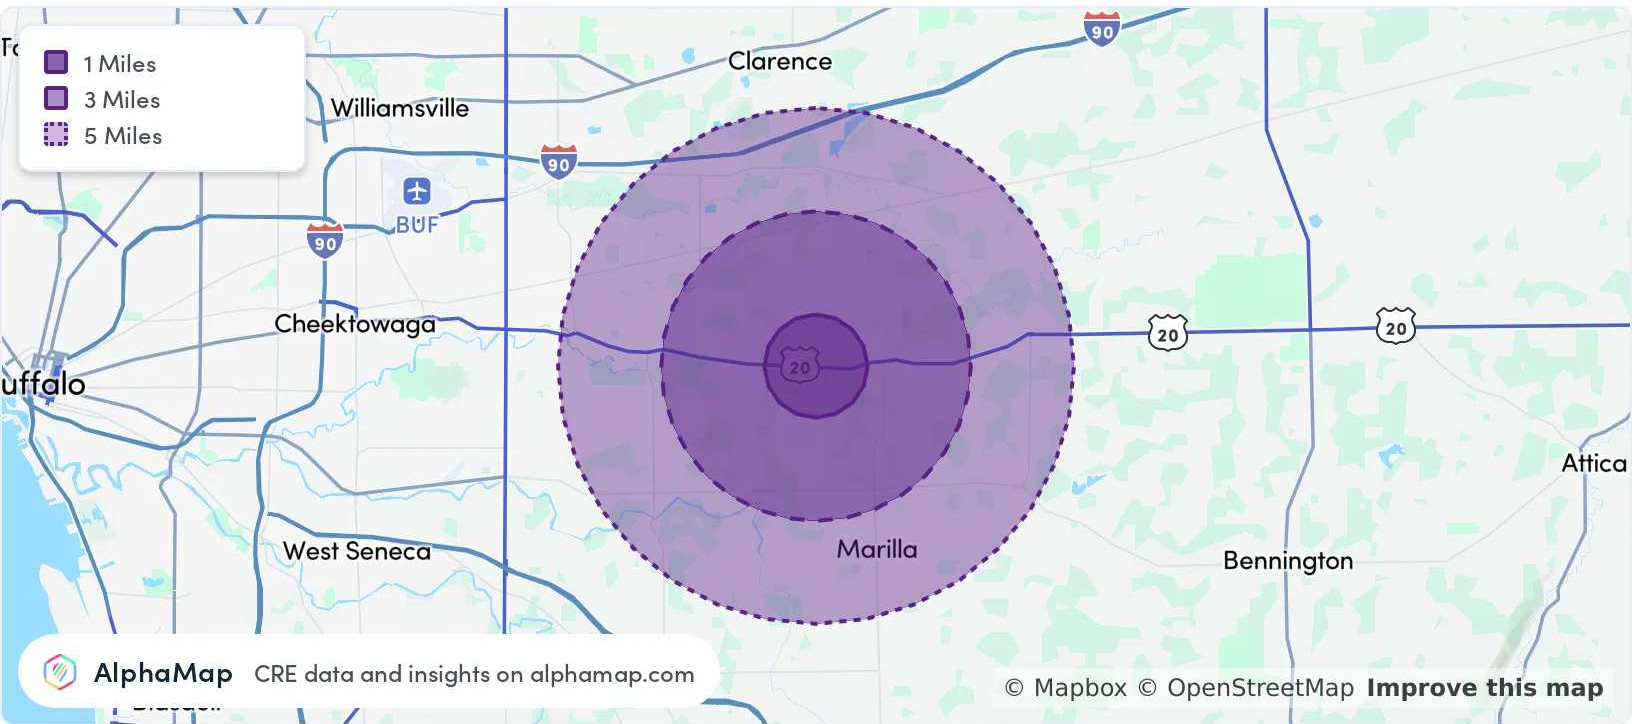 1 Miles
3 Miles
5 Miles
Clarence
90
Williamsville
90
BUF
90
Cheektowaga
20
20
20
uffalo
Attica
West Seneca
Marilla
Bennington
AlphaMap CRE data and insights on alphamap.com
© Mapbox © OpenStreetMap Improve this map